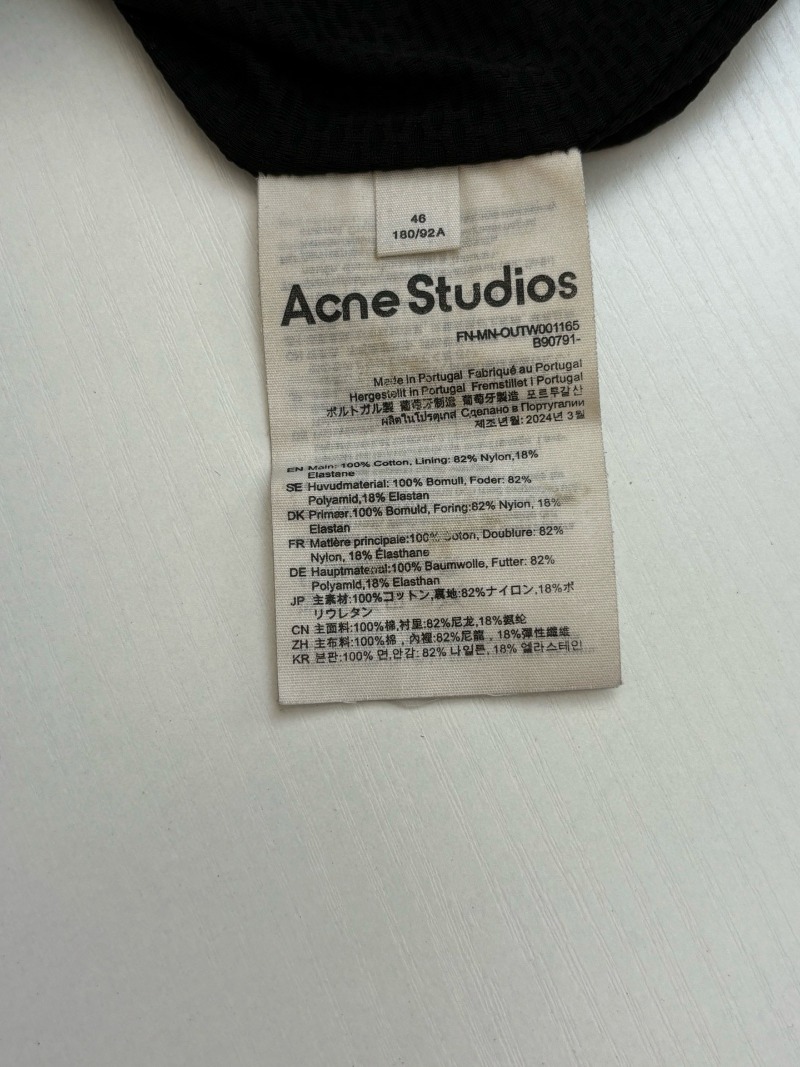 46
180/92A
Acne Studios
FN-MN-OUTW001165
B90791-
Made in Portugal Fabriqué au Portugal
Hergestellt in Portugal Fremstillet i Portugal
ポルトガル製 葡萄牙制造 葡萄牙製造 포르투갈산
ผลิตในโปรตุเกส Сделано в Португалии
제조년월: 2024년 3월
EN Main: 100% Cotton, Lining: 82% Nylon,18%
Elastane
SE Huvudmaterial: 100% Bomull, Foder: 82%
Polyamid,18% Elastan
DK Primær.100% Bomuld, Foring:82% Nylon, 18%
Elastan
FR Matière principale:100% Coton, Doublure: 82%
Nylon, 18% Élasthane
DE Hauptmaterial:100% Baumwolle, Futter: 82%
Polyamid,18% Elasthan
JP 主素材:100%コットン,裏地:82%ナイロン,18%ポ
リウレタン
CN 主面料:100%棉,衬里:82%尼龙,18%氨纶
ZH 主布料:100%棉，內裡:82%尼龍，18%彈性纖維
KR 본판:100% 면,안감: 82% 나일론, 18% 엘라스테인